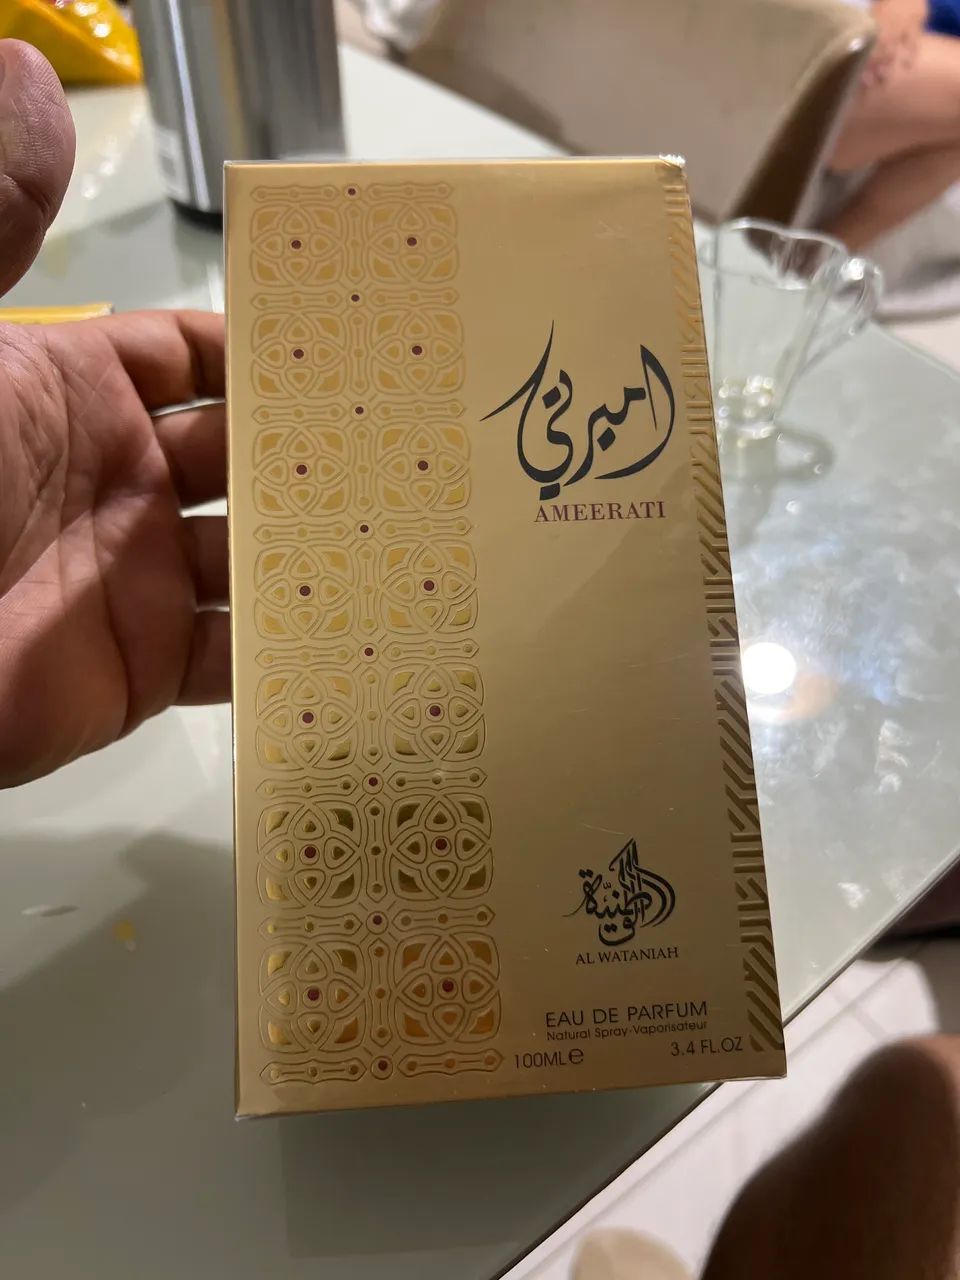 اميرتي
AMEERATI
الوطنية
AL WATANIAH
EAU DE PARFUM
Natural Spray-Vaporisateur
100ML℮ 3.4 FL.OZ